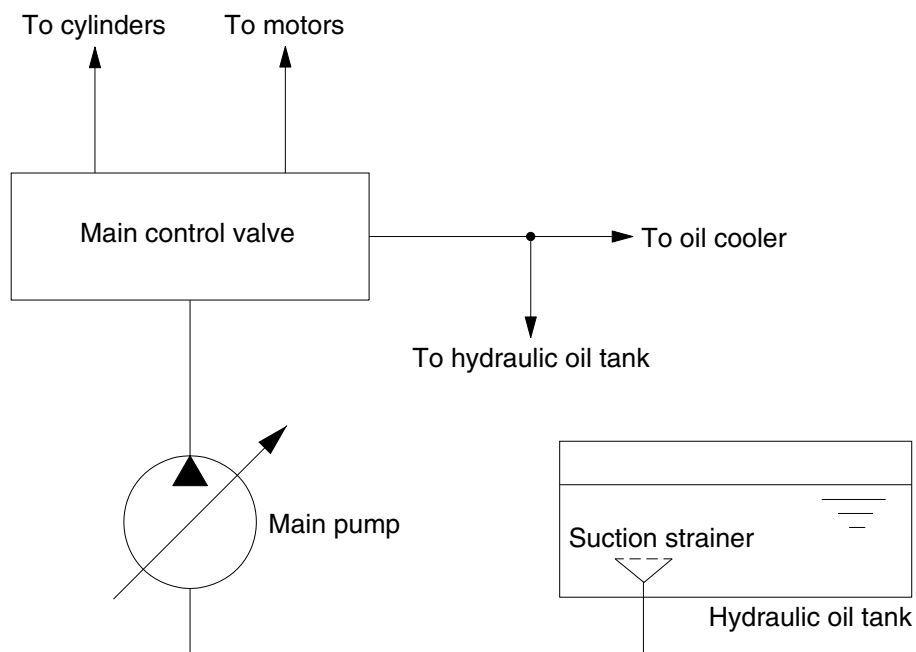 To cylinders
To motors
Main control valve
To oil cooler
To hydraulic oil tank
Main pump
Suction strainer
Hydraulic oil tank